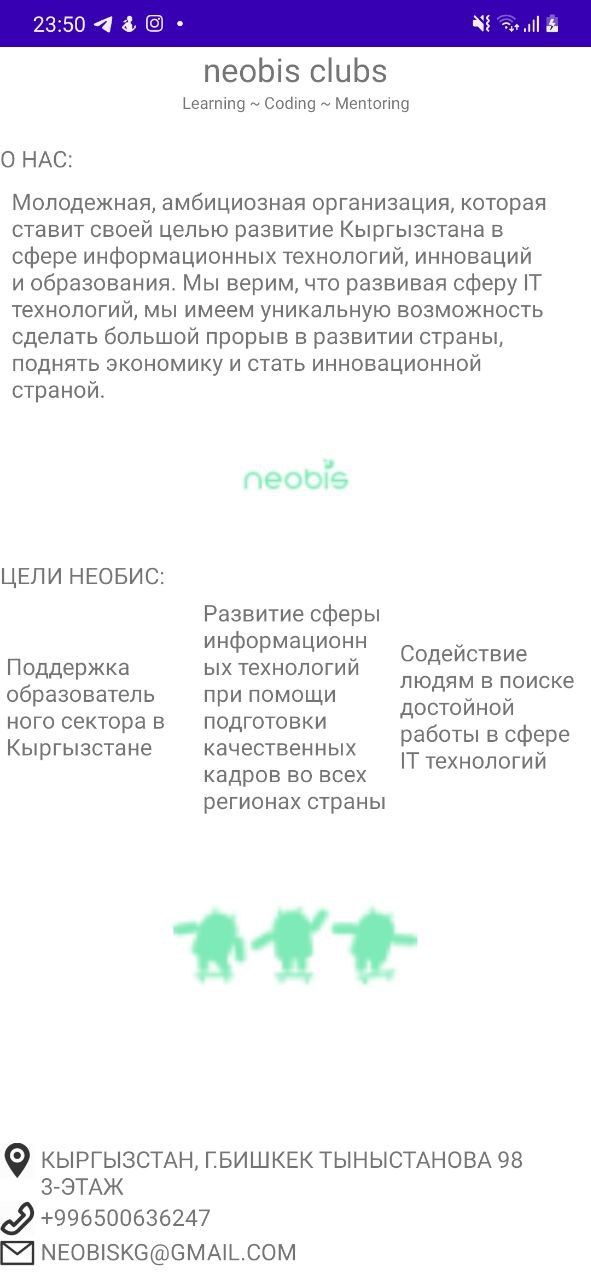 23:50
neobis clubs
Learning ~ Coding ~ Mentoring
О НАС:
Молодежная, амбициозная организация, которая
ставит своей целью развитие Кыргызстана в
сфере информационных технологий, инноваций
и образования. Мы верим, что развивая сферу IT
технологий, мы имеем уникальную возможность
сделать большой прорыв в развитии страны,
поднять экономику и стать инновационной
страной.
neobis
ЦЕЛИ НЕОБИС:
Поддержка
образователь
ного сектора в
Кыргызстане
Развитие сферы
информационн
ых технологий
при помощи
подготовки
качественных
кадров во всех
регионах страны
Содействие
людям в поиске
достойной
работы в сфере
IT технологий
КЫРГЫЗСТАН, Г.БИШКЕК ТЫНЫСТАНОВА 98
3-ЭТАЖ
+996500636247
NEOBISKG@GMAIL.COM